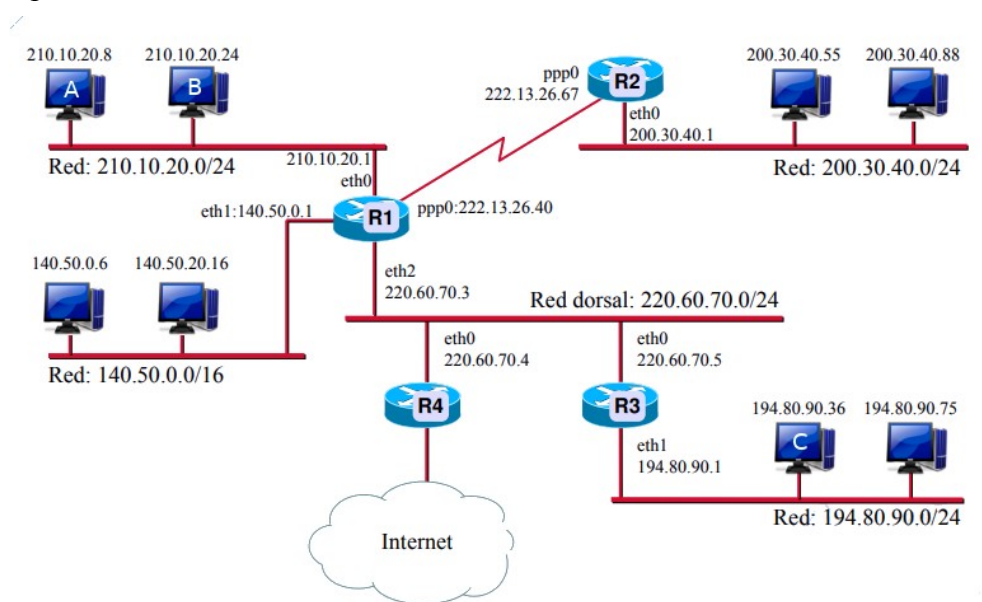 210.10.20.8
210.10.20.24
A
B
Red: 210.10.20.0/24
210.10.20.1
eth0
ppp0
222.13.26.67
R2
eth0
200.30.40.1
200.30.40.55
200.30.40.88
Red: 200.30.40.0/24
eth1:140.50.0.1
R1
ppp0:222.13.26.40
140.50.0.6
140.50.20.16
Red: 140.50.0.0/16
eth2
220.60.70.3
Red dorsal: 220.60.70.0/24
eth0
220.60.70.4
R4
eth0
220.60.70.5
R3
eth1
194.80.90.1
194.80.90.36
194.80.90.75
C
Red: 194.80.90.0/24
Internet